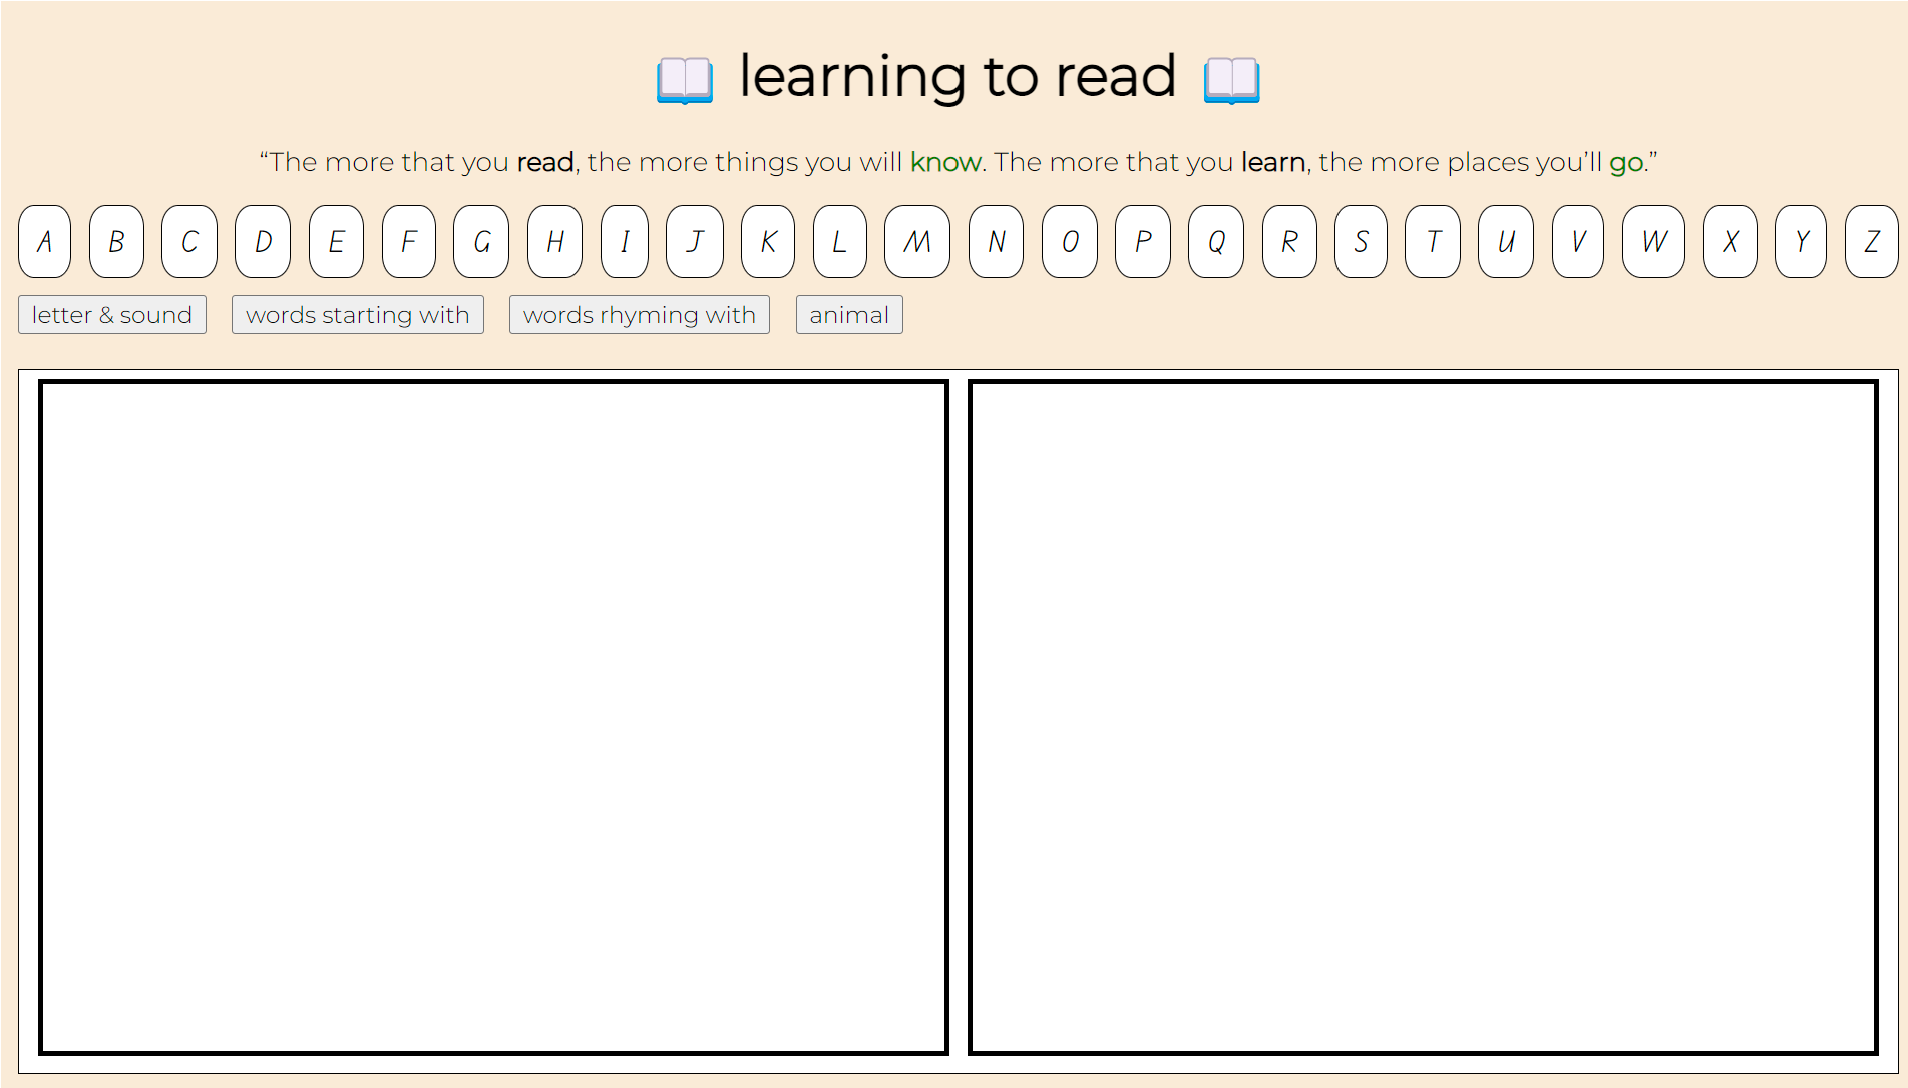 learning to read
“The more that you read, the more things you will know. The more that you learn, the more places you’ll go.”
A B C D E F G H I J K L M N O P Q R S T U V W X Y Z
letter & sound words starting with words rhyming with animal